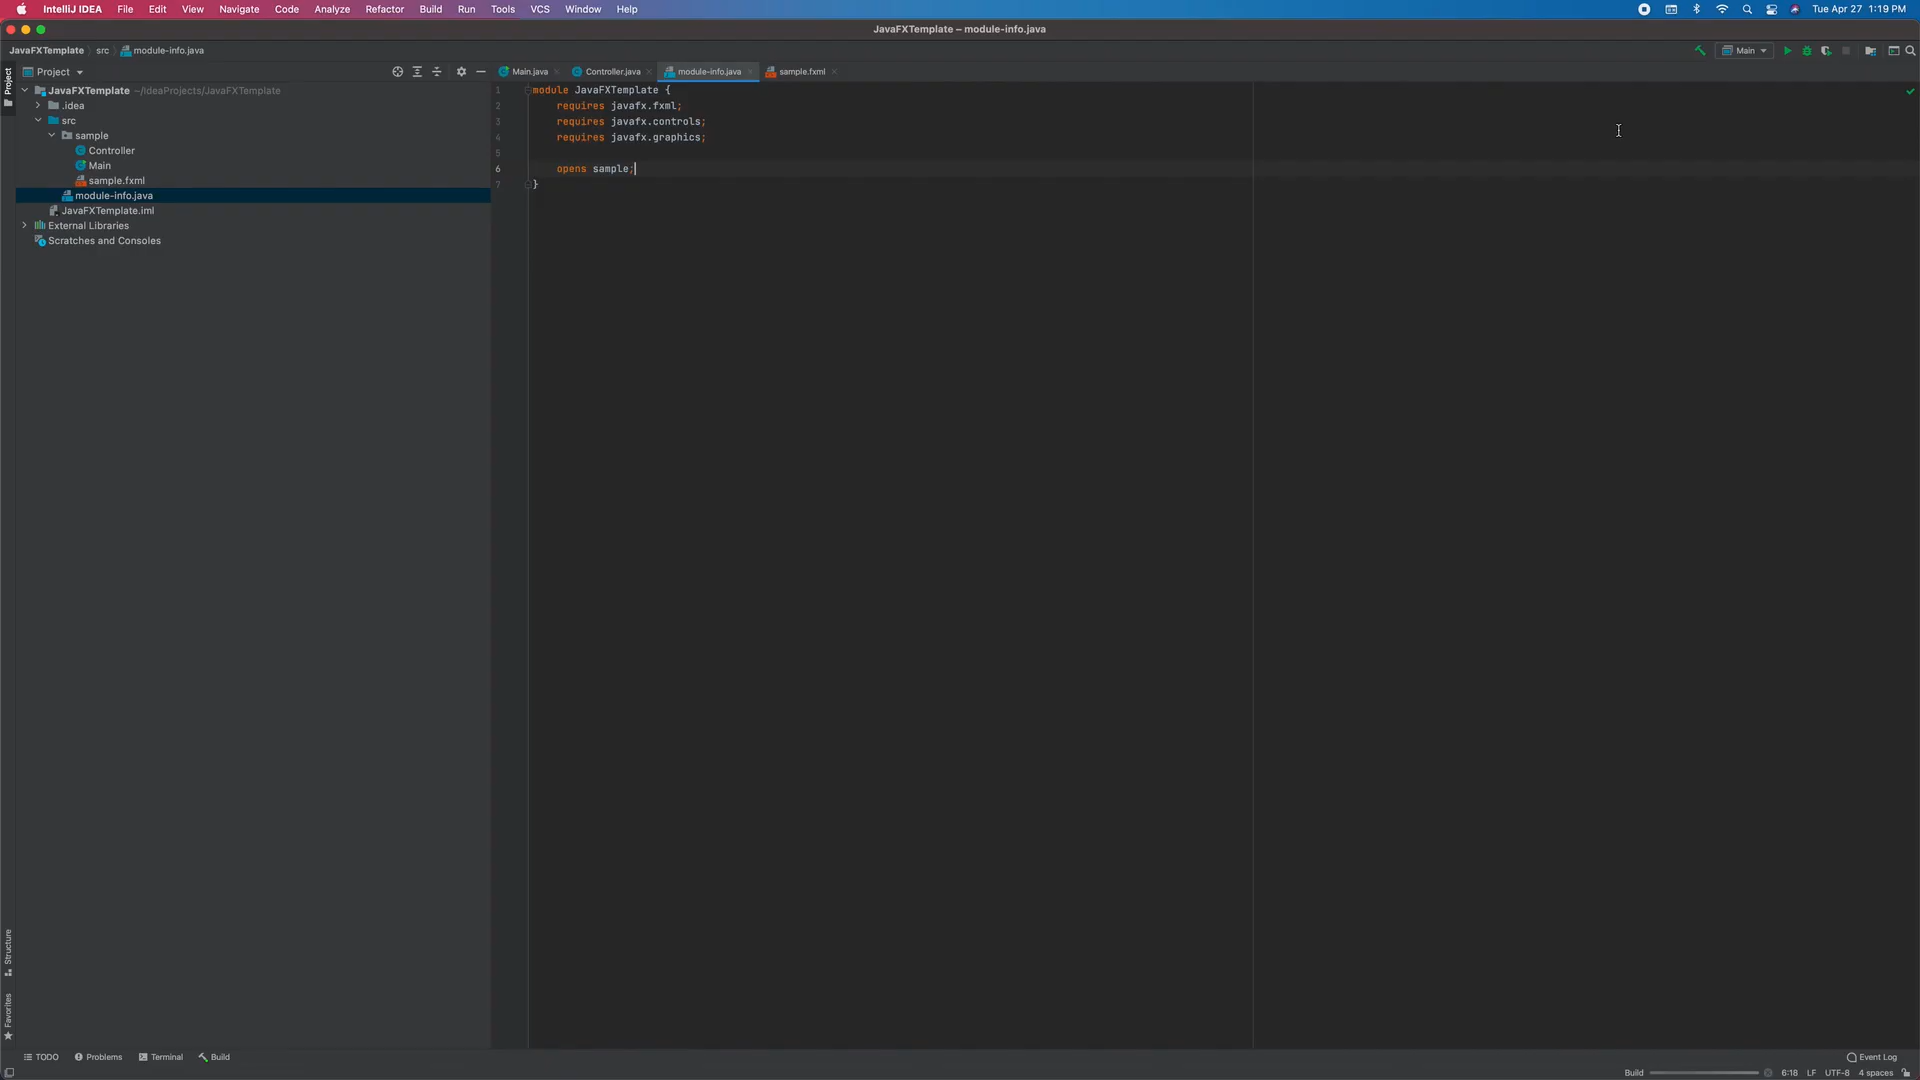 IntelliJ IDEA File Edit View Navigate Code Analyze Refactor Build Run Tools VCS Window Help Tue Apr 27 1:19 PM
JavaFXTemplate – module-info.java
JavaFXTemplate src module-info.java Main
Project Main.java Controller.java module-info.java sample.fxml
Project
JavaFXTemplate ~/IdeaProjects/JavaFXTemplate
.idea
src
sample
Controller
Main
sample.fxml
module-info.java
JavaFXTemplate.iml
External Libraries
Scratches and Consoles
1 module JavaFXTemplate {
2 requires javafx.fxml;
3 requires javafx.controls;
4 requires javafx.graphics;
5
6 opens sample;
7 }
Structure
Favorites
TODO Problems Terminal Build Event Log
Build 6:18 LF UTF-8 4 spaces